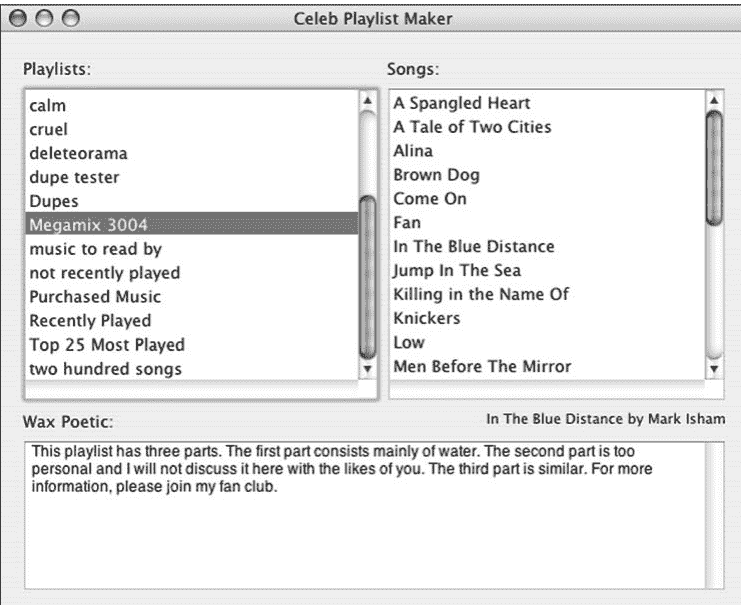 Celeb Playlist Maker
Playlists:
calm
cruel
deleteorama
dupe tester
Dupes
Megamix 3004
music to read by
not recently played
Purchased Music
Recently Played
Top 25 Most Played
two hundred songs
Songs:
A Spangled Heart
A Tale of Two Cities
Alina
Brown Dog
Come On
Fan
In The Blue Distance
Jump In The Sea
Killing in the Name Of
Knickers
Low
Men Before The Mirror
Wax Poetic:
In The Blue Distance by Mark Isham
This playlist has three parts. The first part consists mainly of water. The second part is too
personal and I will not discuss it here with the likes of you. The third part is similar. For more
information, please join my fan club.